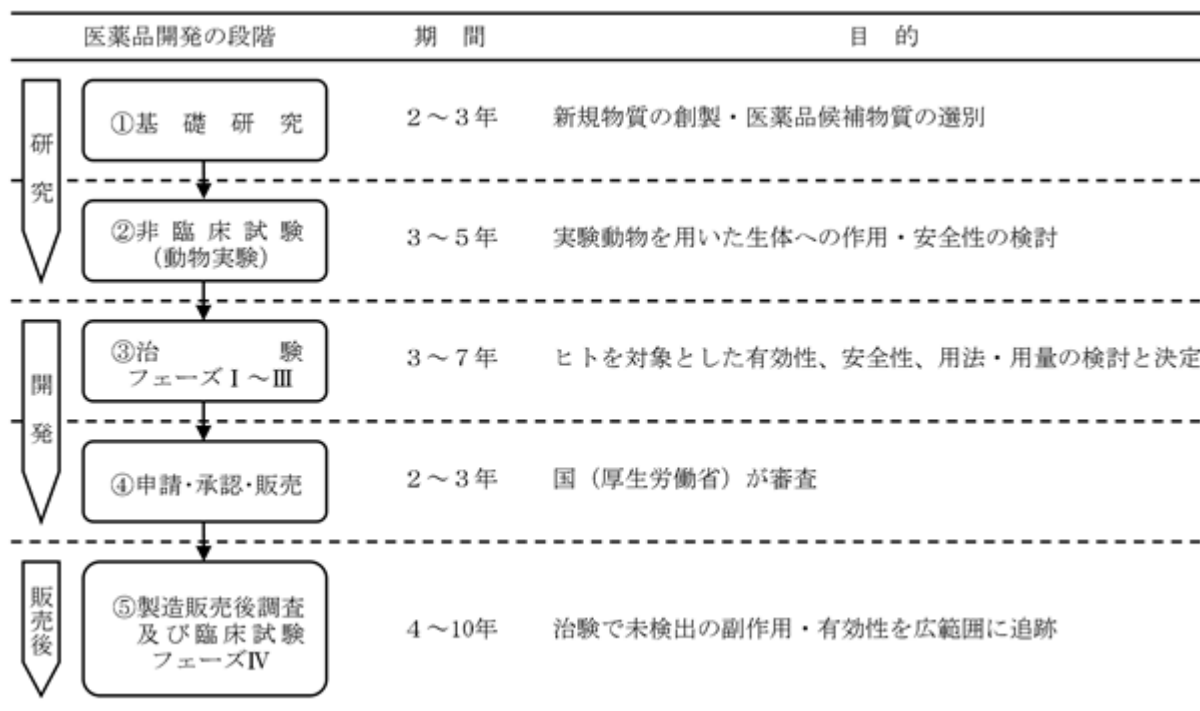 医薬品開発の段階 期 間 目 的
研究
①基 礎 研 究 2～3年 新規物質の創製・医薬品候補物質の選別
②非 臨 床 試 験 3～5年 実験動物を用いた生体への作用・安全性の検討
(動物実験)
開発
③治 験 3～7年 ヒトを対象とした有効性、安全性、用法・用量の検討と決定
フェーズⅠ～Ⅲ
④申請･承認･販売 2～3年 国（厚生労働省）が審査
販売後
⑤製造販売後調査
及 び 臨 床 試 験 4～10年 治験で未検出の副作用・有効性を広範囲に追跡
フェーズⅣ